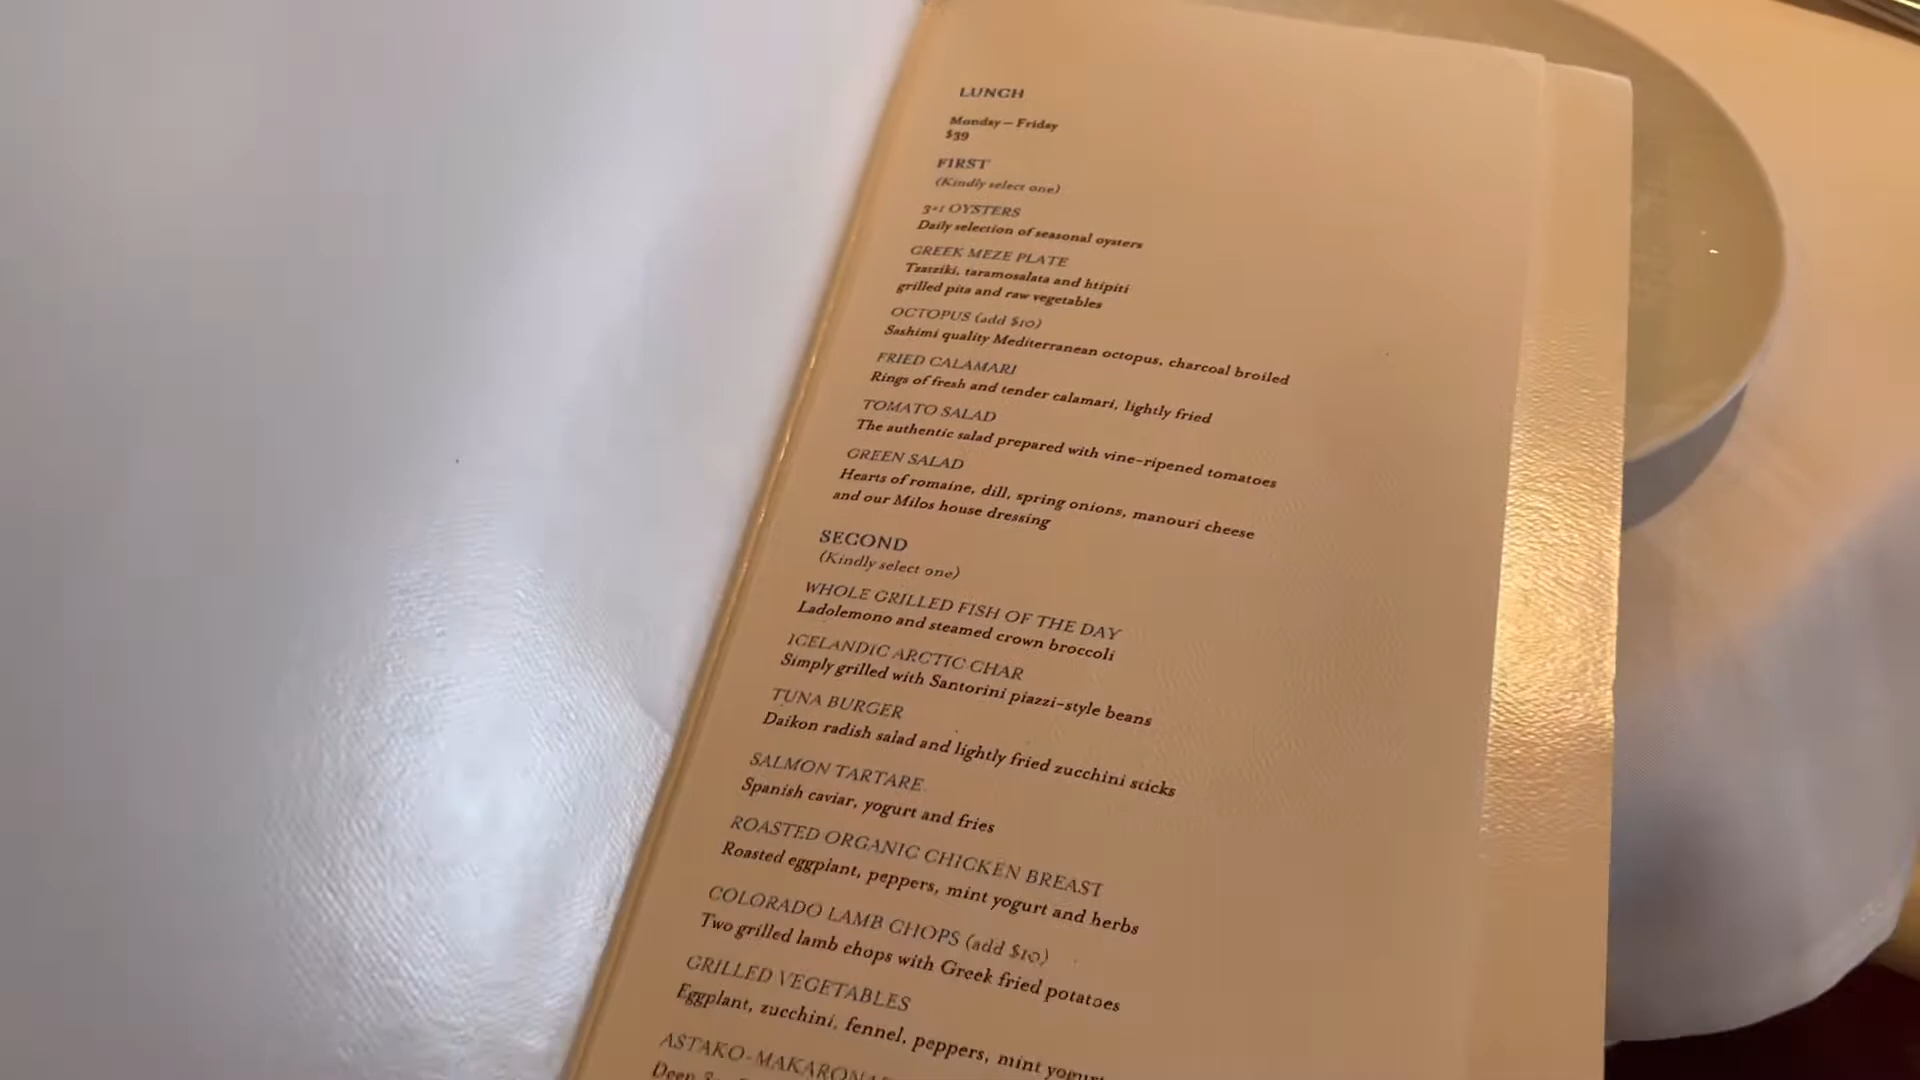 LUNCH
Monday – Friday
$39
FIRST
(Kindly select one)
3+1 OYSTERS
Daily selection of seasonal oysters
GREEK MEZE PLATE
Tzatziki, taramosalata and htipiti
grilled pita and raw vegetables
OCTOPUS (add $10)
Sashimi quality Mediterranean octopus, charcoal broiled
FRIED CALAMARI
Rings of fresh and tender calamari, lightly fried
TOMATO SALAD
The authentic salad prepared with vine-ripened tomatoes
GREEN SALAD
Hearts of romaine, dill, spring onions, manouri cheese
and our Milos house dressing
SECOND
(Kindly select one)
WHOLE GRILLED FISH OF THE DAY
Ladolemono and steamed crown broccoli
ICELANDIC ARCTIC CHAR
Simply grilled with Santorini piazzi-style beans
TUNA BURGER
Daikon radish salad and lightly fried zucchini sticks
SALMON TARTARE
Spanish caviar, yogurt and fries
ROASTED ORGANIC CHICKEN BREAST
Roasted eggplant, peppers, mint yogurt and herbs
COLORADO LAMB CHOPS (add $10)
Two grilled lamb chops with Greek fried potatoes
GRILLED VEGETABLES
Eggplant, zucchini, fennel, peppers, mint yogurt
ASTAKO-MAKARONA
Deep